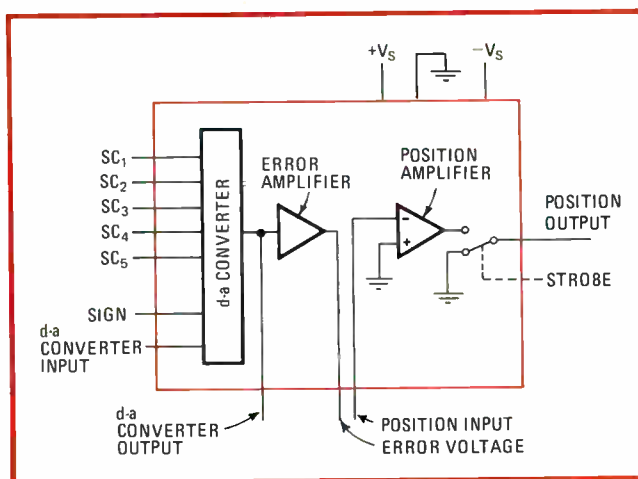 +VS
−VS
SC1
SC2
SC3
SC4
SC5
SIGN
d-a
CONVERTER
INPUT
d-a CONVERTER
ERROR
AMPLIFIER
POSITION
AMPLIFIER
−
+
POSITION
OUTPUT
STROBE
d-a
CONVERTER
OUTPUT
POSITION INPUT
ERROR VOLTAGE